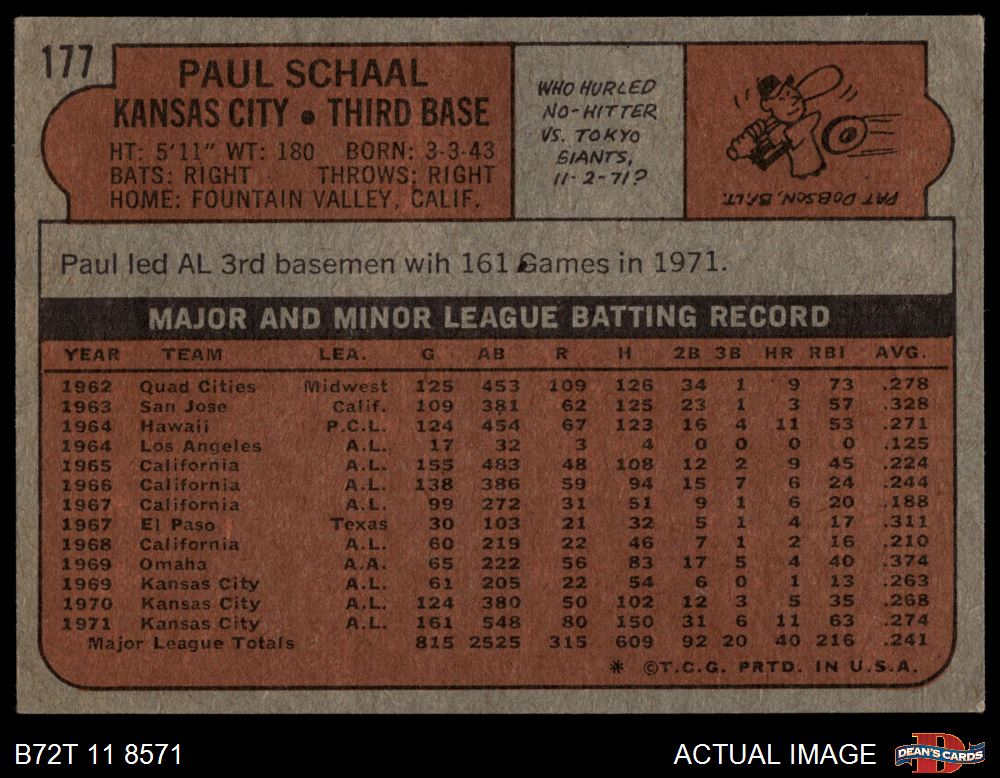 177
PAUL SCHAAL
KANSAS CITY • THIRD BASE
HT: 5'11" WT: 180 BORN: 3-3-43
BATS: RIGHT THROWS: RIGHT
HOME: FOUNTAIN VALLEY, CALIF.
WHO HURLED
NO-HITTER
VS. TOKYO
GIANTS,
11-2-71?
PAT DOBSON, BALT.
Paul led AL 3rd basemen wih 161 Games in 1971.
MAJOR AND MINOR LEAGUE BATTING RECORD
YEAR TEAM LEA. G AB R H 2B 3B HR RBI AVG.
1962 Quad Cities Midwest 125 453 109 126 34 1 9 73 .278
1963 San Jose Calif. 109 381 62 125 23 1 3 57 .328
1964 Hawaii P.C.L. 124 454 67 123 16 4 11 53 .271
1964 Los Angeles A.L. 17 32 3 4 0 0 0 0 .125
1965 California A.L. 155 483 48 108 12 2 9 45 .224
1966 California A.L. 138 386 59 94 15 7 6 24 .244
1967 California A.L. 99 272 31 51 9 1 6 20 .188
1967 El Paso Texas 30 103 21 32 5 1 4 17 .311
1968 California A.L. 60 219 22 46 7 1 2 16 .210
1969 Omaha A.A. 65 222 56 83 17 5 4 40 .374
1969 Kansas City A.L. 61 205 22 54 6 0 1 13 .263
1970 Kansas City A.L. 124 380 50 102 12 3 5 35 .268
1971 Kansas City A.L. 161 548 80 150 31 6 11 63 .274
Major League Totals 815 2525 315 609 92 20 40 216 .241
* ©T.C.G. PRTD. IN U.S.A.
B72T 11 8571
ACTUAL IMAGE
DEAN'S CARDS